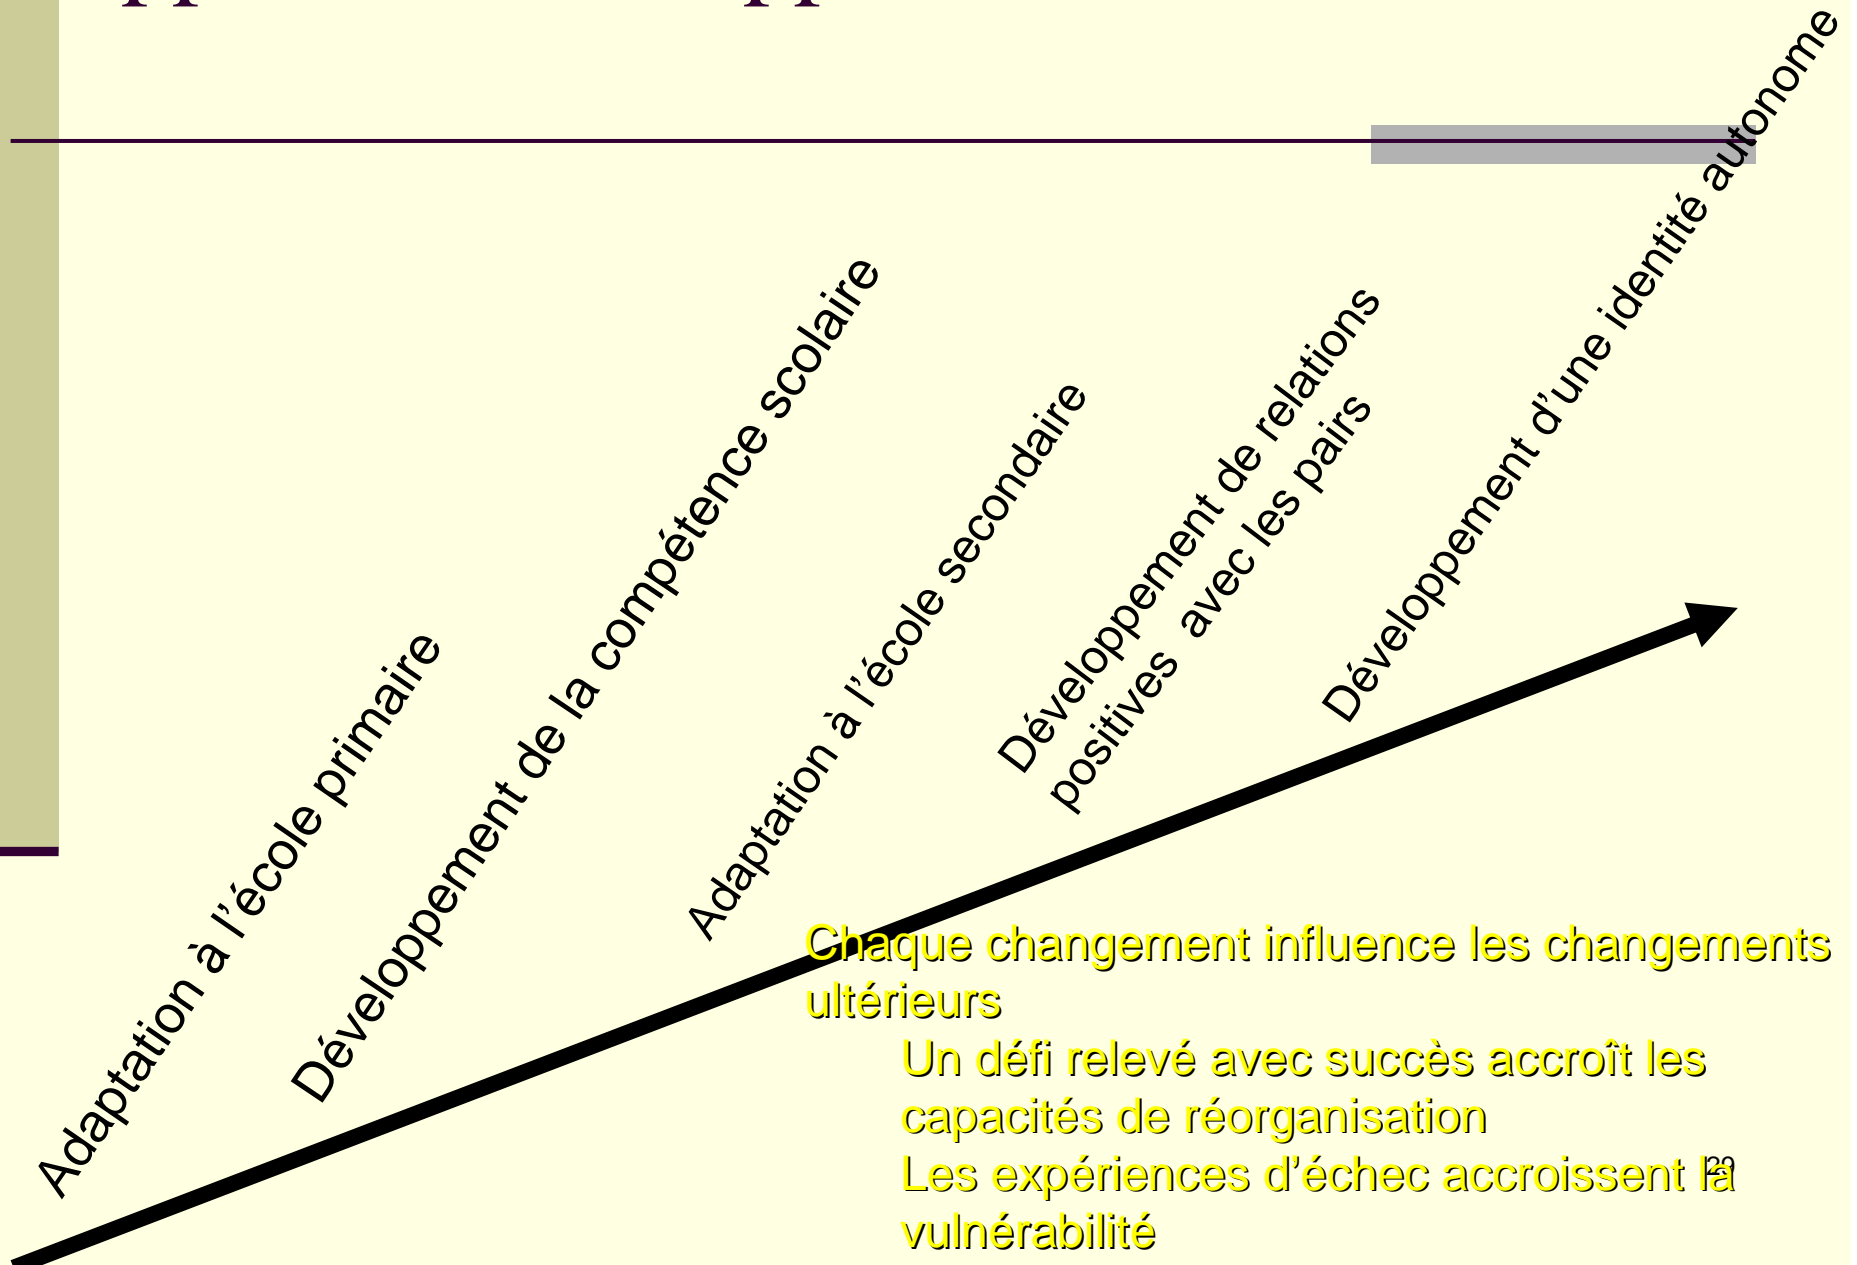 Adaptation à l’école primaire
Développement de la compétence scolaire
Adaptation à l’école secondaire
Développement de relations
positives avec les pairs
Développement d’une identité autonome
Chaque changement influence les changements
ultérieurs
Un défi relevé avec succès accroît les
capacités de réorganisation
Les expériences d’échec accroissent la
vulnérabilité
29